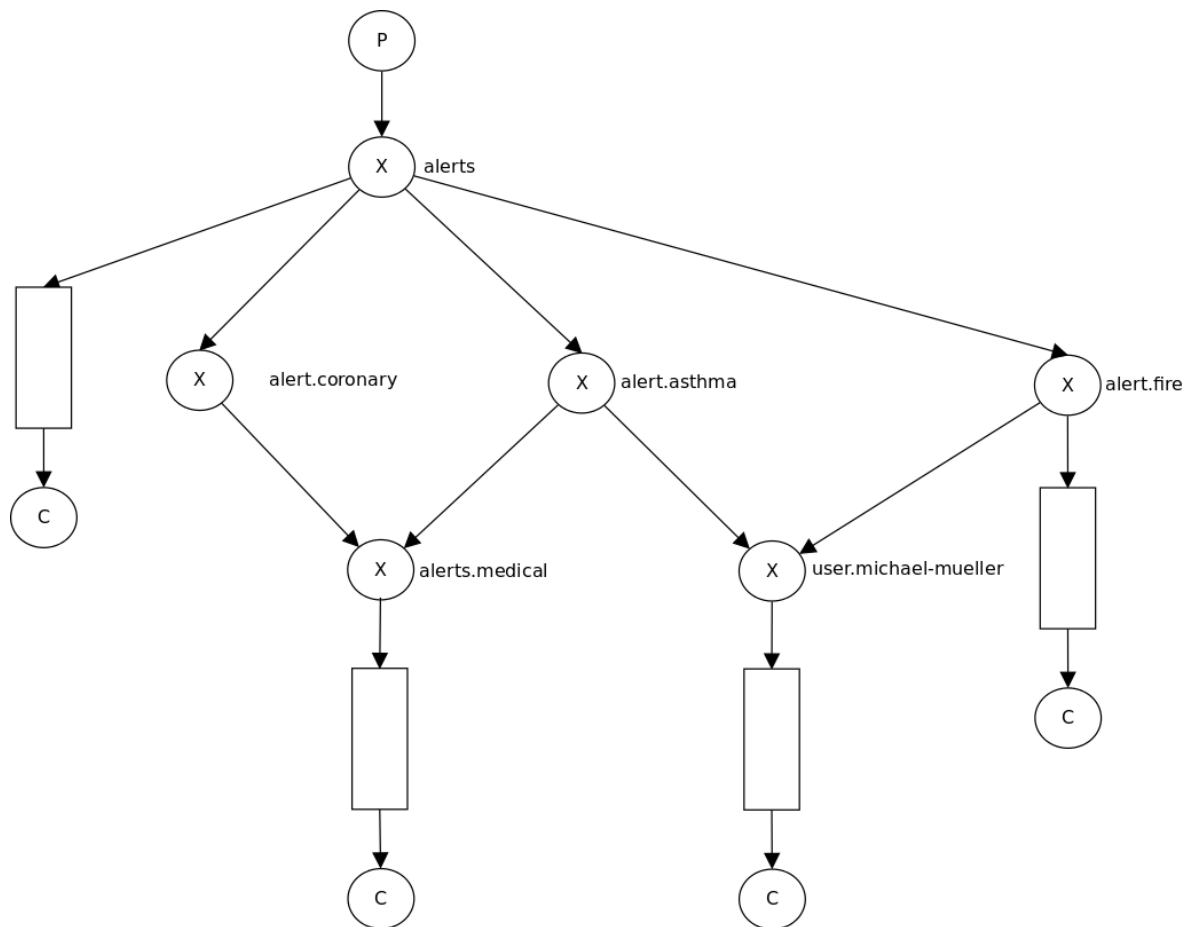 P
X alerts
X alert.coronary X alert.asthma X alert.fire
C
X alerts.medical X user.michael-mueller
C
C C